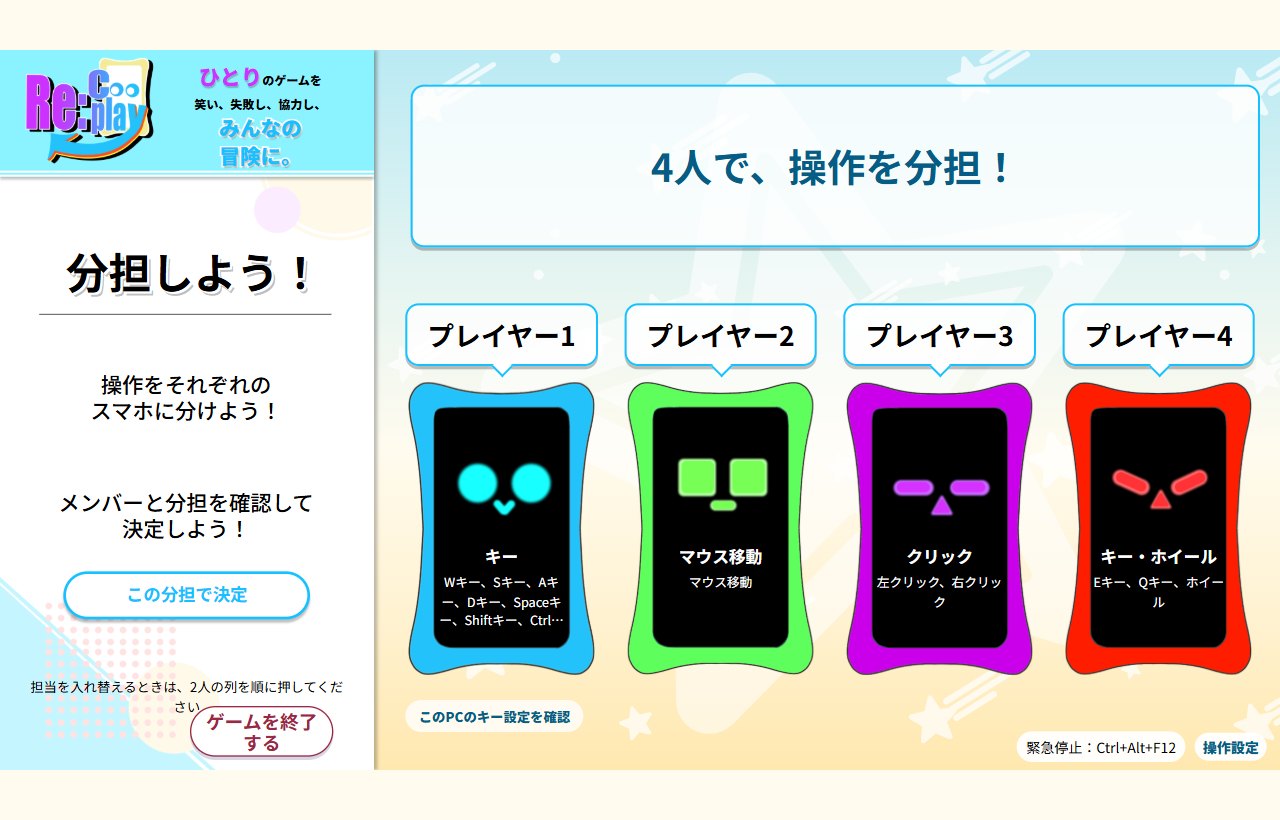 Re:Coo play
ひとりのゲームを
笑い、失敗し、協力し、
みんなの
冒険に。
分担しよう！
操作をそれぞれの
スマホに分けよう！
メンバーと分担を確認して
決定しよう！
この分担で決定
担当を入れ替えるときは、2人の列を順に押してくだ
さい
ゲームを終了
する
4人で、操作を分担！
プレイヤー1
キー
Wキー、Sキー、Aキ
ー、Dキー、Spaceキ
ー、Shiftキー、Ctrl…
プレイヤー2
マウス移動
マウス移動
プレイヤー3
クリック
左クリック、右クリッ
ク
プレイヤー4
キー・ホイール
Eキー、Qキー、ホイー
ル
このPCのキー設定を確認
緊急停止：Ctrl+Alt+F12
操作設定